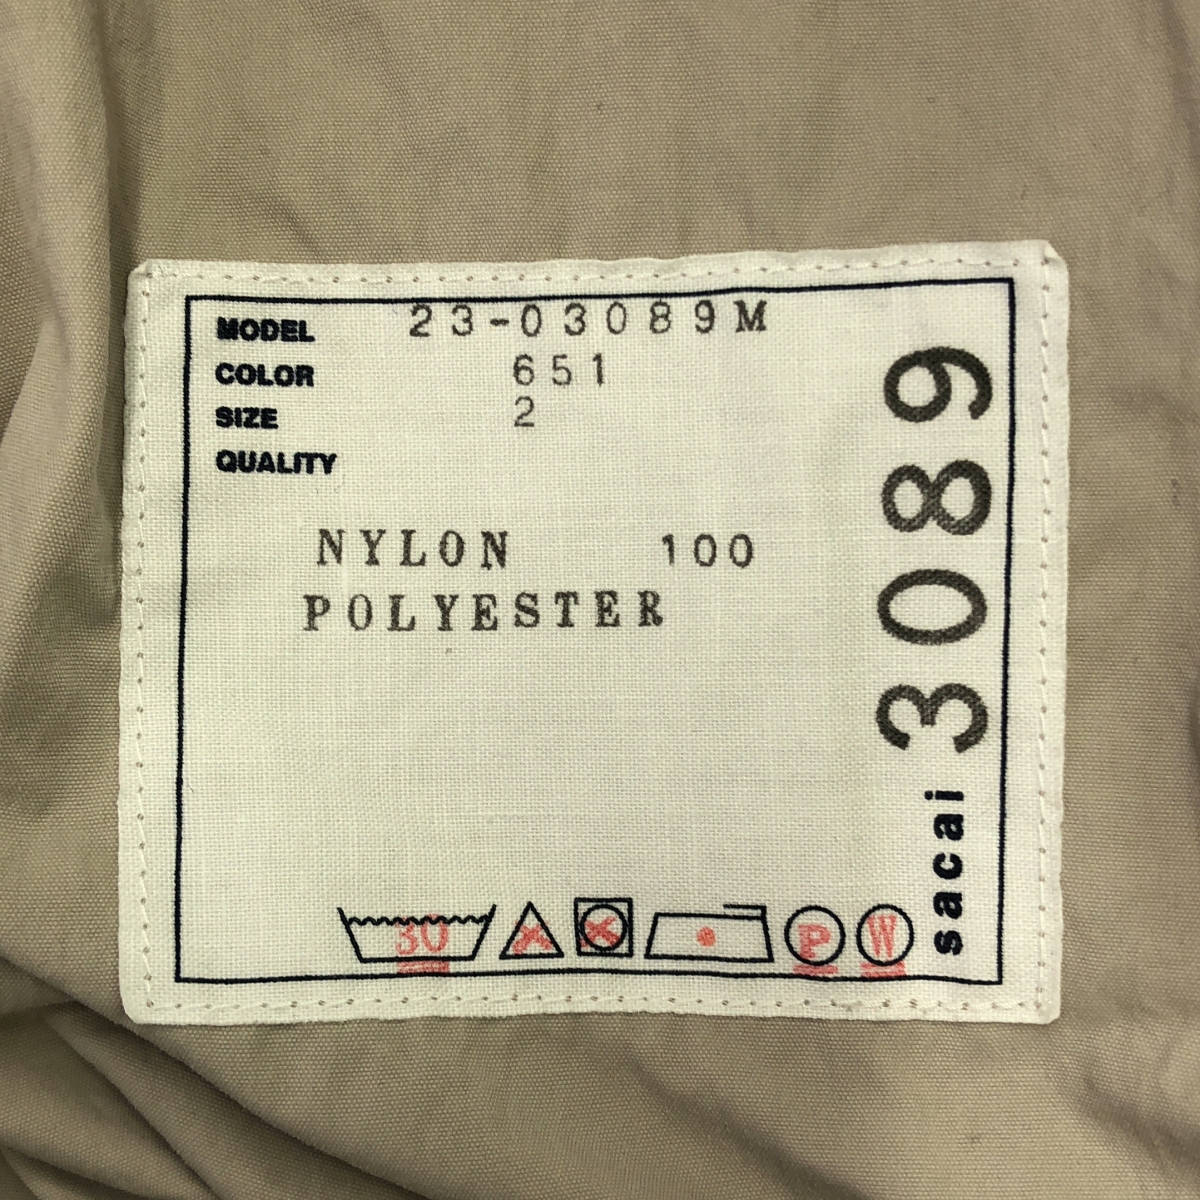 MODEL 23-03089M
COLOR 651
SIZE 2
QUALITY
NYLON 100
POLYESTER
30 P W
sacai 3089